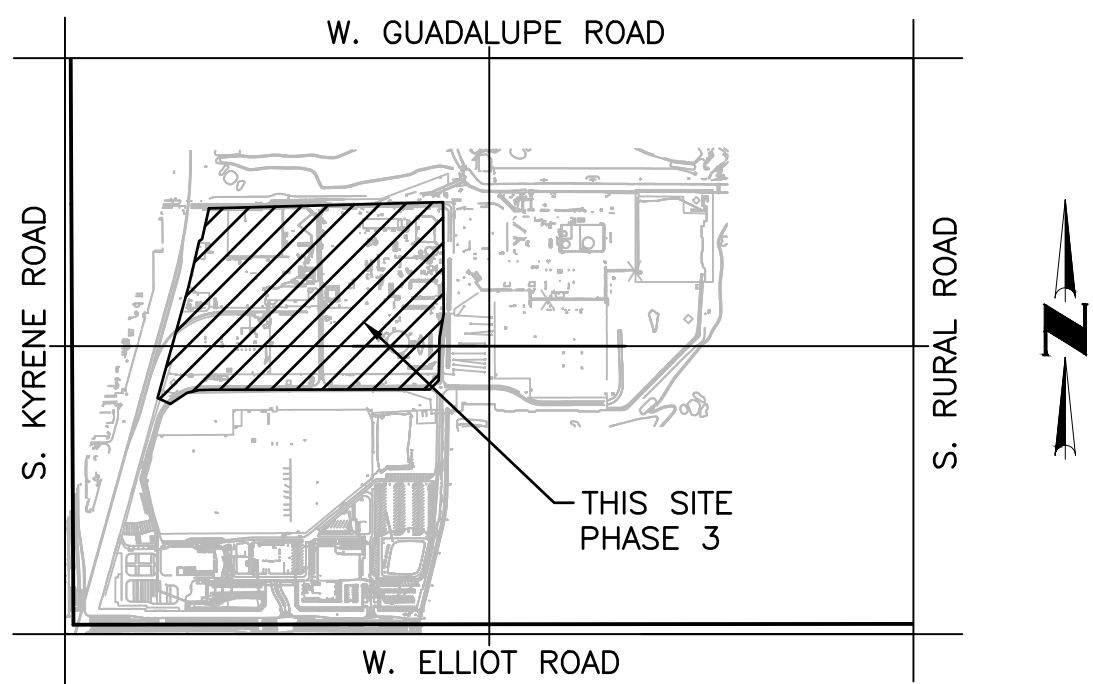 W. GUADALUPE ROAD
S. KYRENE ROAD
S. RURAL ROAD
N
THIS SITE
PHASE 3
W. ELLIOT ROAD